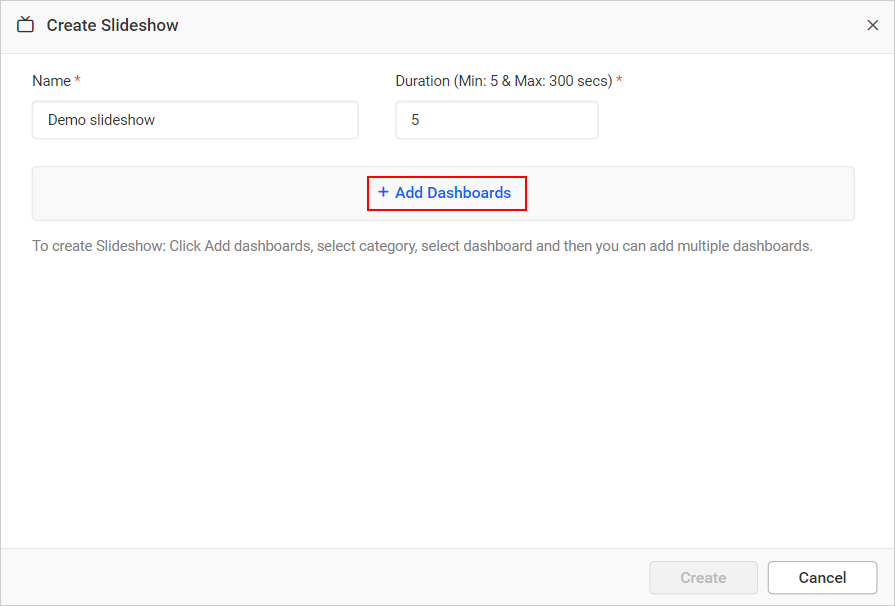 Create Slideshow
Name * Duration (Min: 5 & Max: 300 secs) *
Demo slideshow 5
+ Add Dashboards
To create Slideshow: Click Add dashboards, select category, select dashboard and then you can add multiple dashboards.
Create Cancel